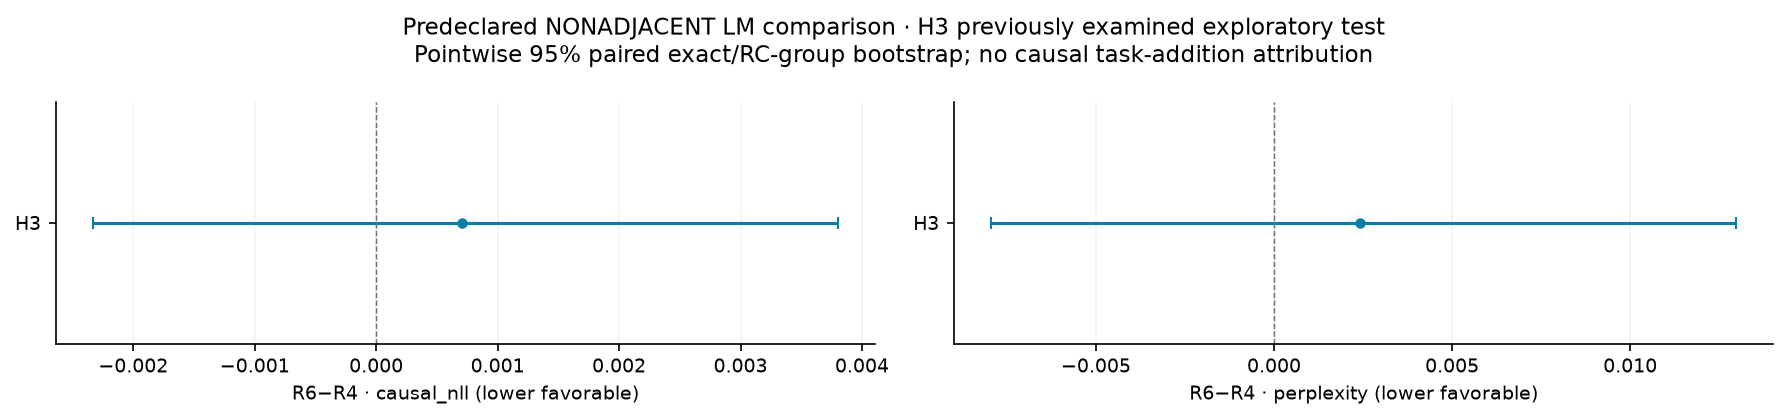 Predeclared NONADJACENT LM comparison · H3 previously examined exploratory test
Pointwise 95% paired exact/RC-group bootstrap; no causal task-addition attribution
H3
−0.002 −0.001 0.000 0.001 0.002 0.003 0.004
R6−R4 · causal_nll (lower favorable)
H3
−0.005 0.000 0.005 0.010
R6−R4 · perplexity (lower favorable)